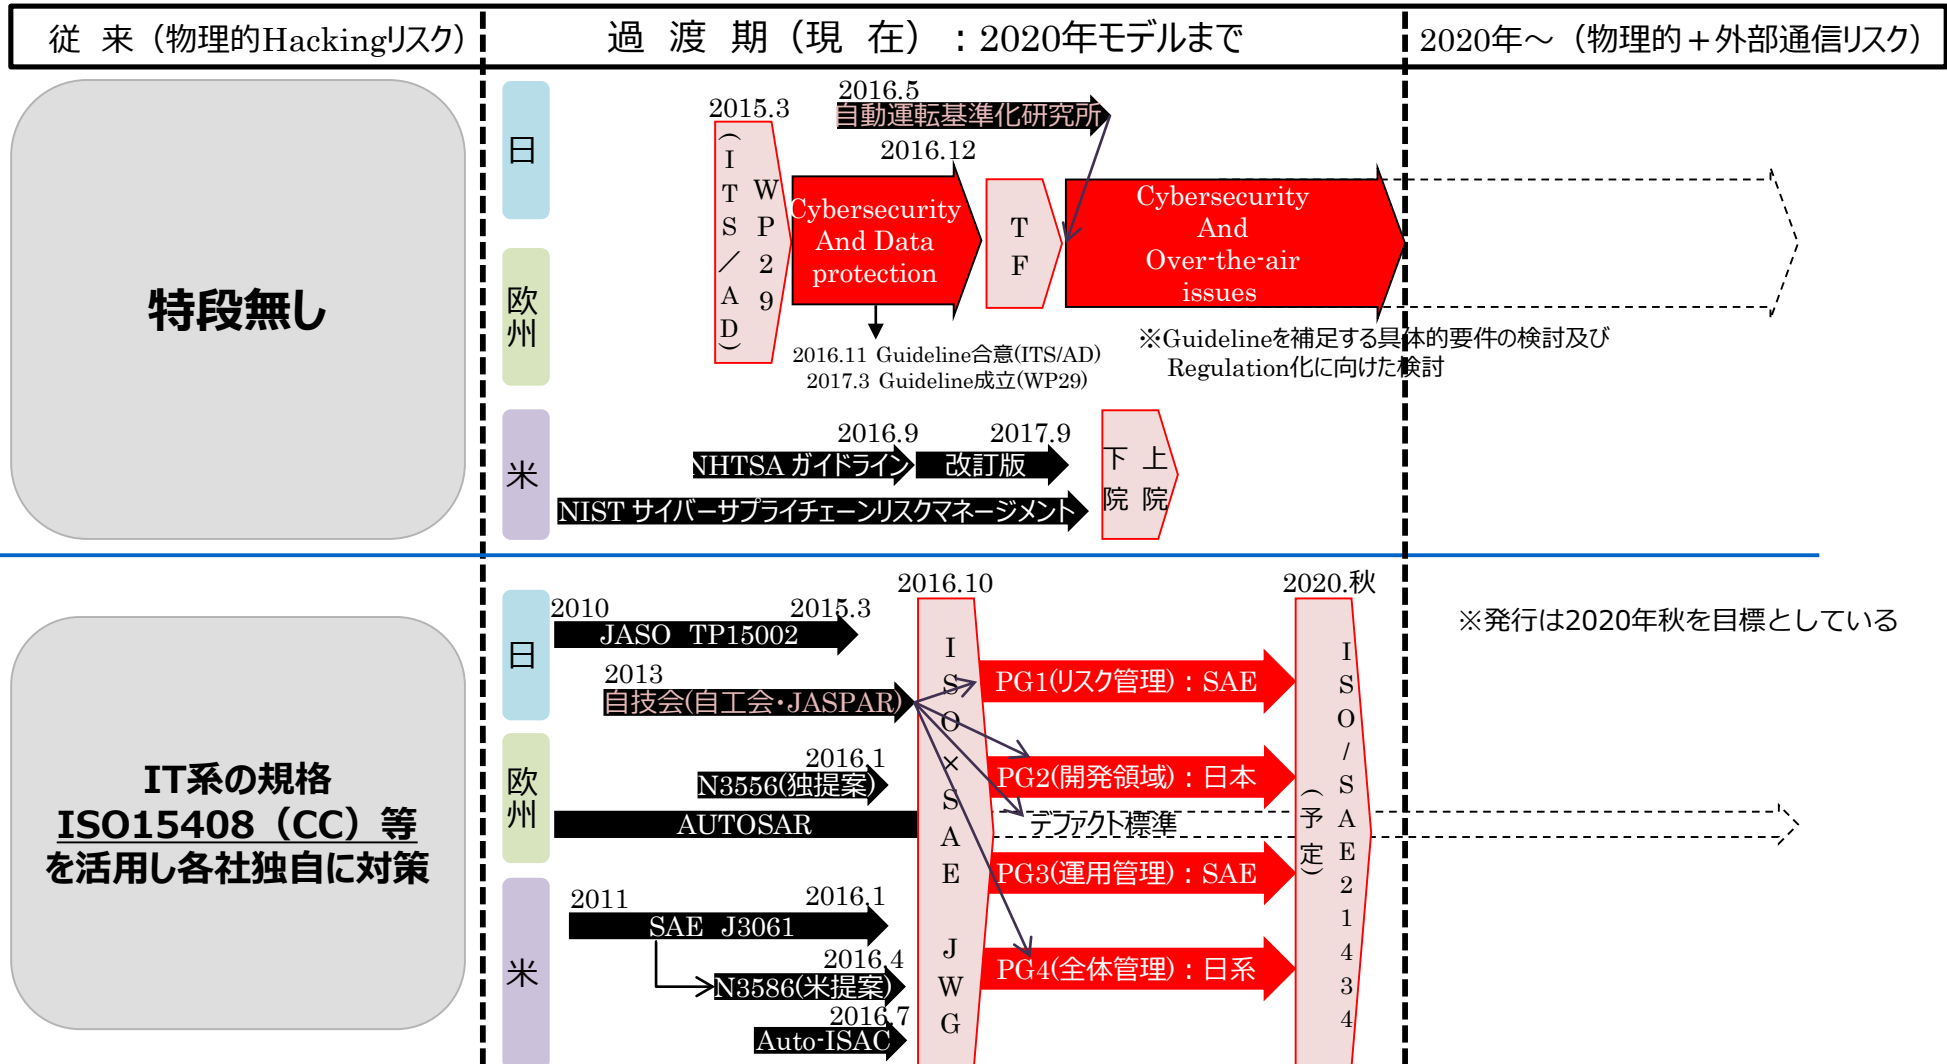 従 来（物理的Hackingリスク）
過 渡 期（現 在）：2020年モデルまで
2020年～（物理的＋外部通信リスク）
特段無し
日
欧州
米
2015.3
（ITS／AD）
WP29
2016.5
自動運転基準化研究所
2016.12
Cybersecurity
And Data
protection
TF
Cybersecurity
And
Over-the-air
issues
2016.11 Guideline合意(ITS/AD)
2017.3 Guideline成立(WP29)
※Guidelineを補足する具体的要件の検討及び
Regulation化に向けた検討
2016.9
2017.9
NHTSA ガイドライン
改訂版
NIST サイバーサプライチェーンリスクマネージメント
下院
上院
IT系の規格
ISO15408（CC）等
を活用し各社独自に対策
日
欧州
米
2010
2015.3
JASO TP15002
2013
自技会(自工会・JASPAR)
2016.1
N3556(独提案)
AUTOSAR
2011
2016.1
SAE J3061
2016.4
N3586(米提案)
2016.7
Auto-ISAC
2016.10
ISO×SAE JWG
PG1(リスク管理)：SAE
PG2(開発領域)：日本
デファクト標準
PG3(運用管理)：SAE
PG4(全体管理)：日系
2020.秋
ISO/SAE21434
(予定)
※発行は2020年秋を目標としている